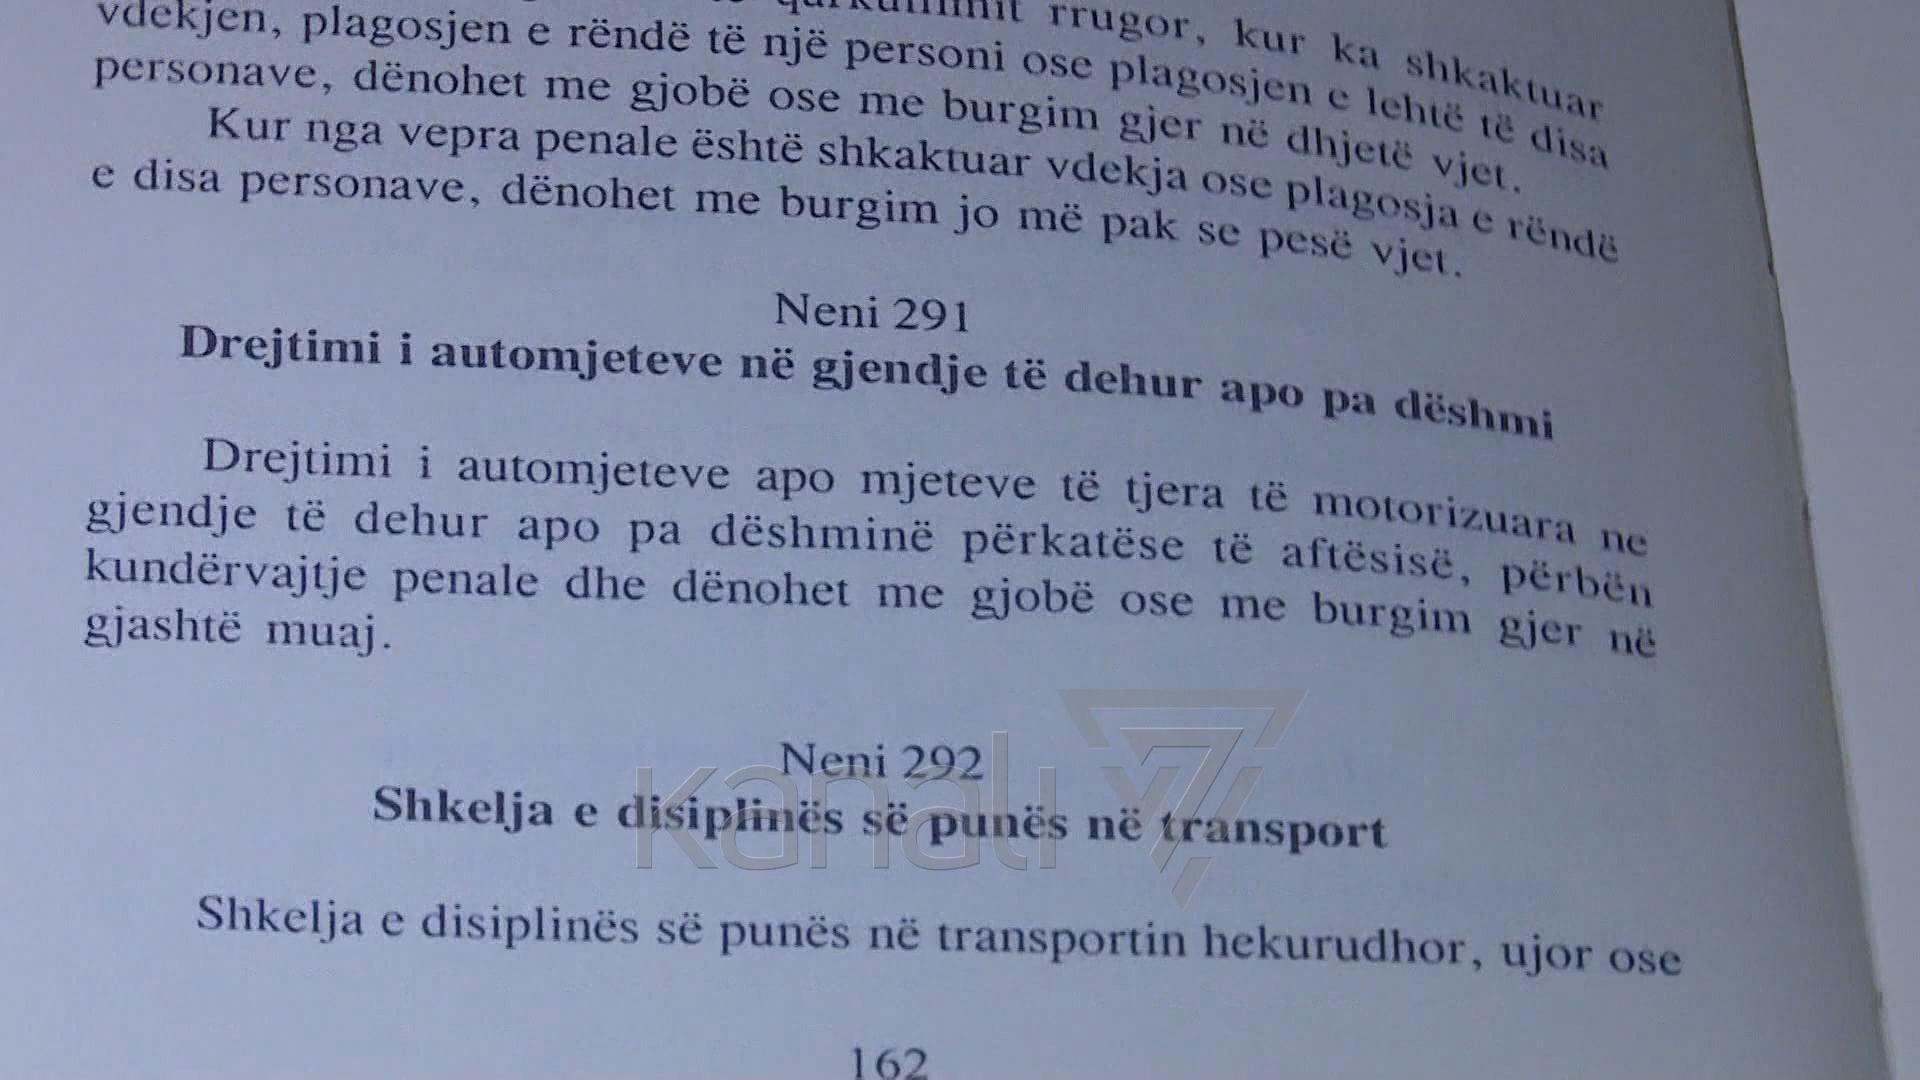 qarkullimit rrugor, kur ka shkaktuar
vdekjen, plagosjen e rëndë të një personi ose plagosjen e lehtë të disa
personave, dënohet me gjobë ose me burgim gjer në dhjetë vjet.
Kur nga vepra penale është shkaktuar vdekja ose plagosja e rëndë
e disa personave, dënohet me burgim jo më pak se pesë vjet.
Neni 291
Drejtimi i automjeteve në gjendje të dehur apo pa dëshmi
Drejtimi i automjeteve apo mjeteve të tjera të motorizuara ne
gjendje të dehur apo pa dëshminë përkatëse të aftësisë, përbën
kundërvajtje penale dhe dënohet me gjobë ose me burgim gjer në
gjashtë muaj.
Neni 292
Shkelja e disiplinës së punës në transport
kanali 7
Shkelja e disiplinës së punës në transportin hekurudhor, ujor ose
162